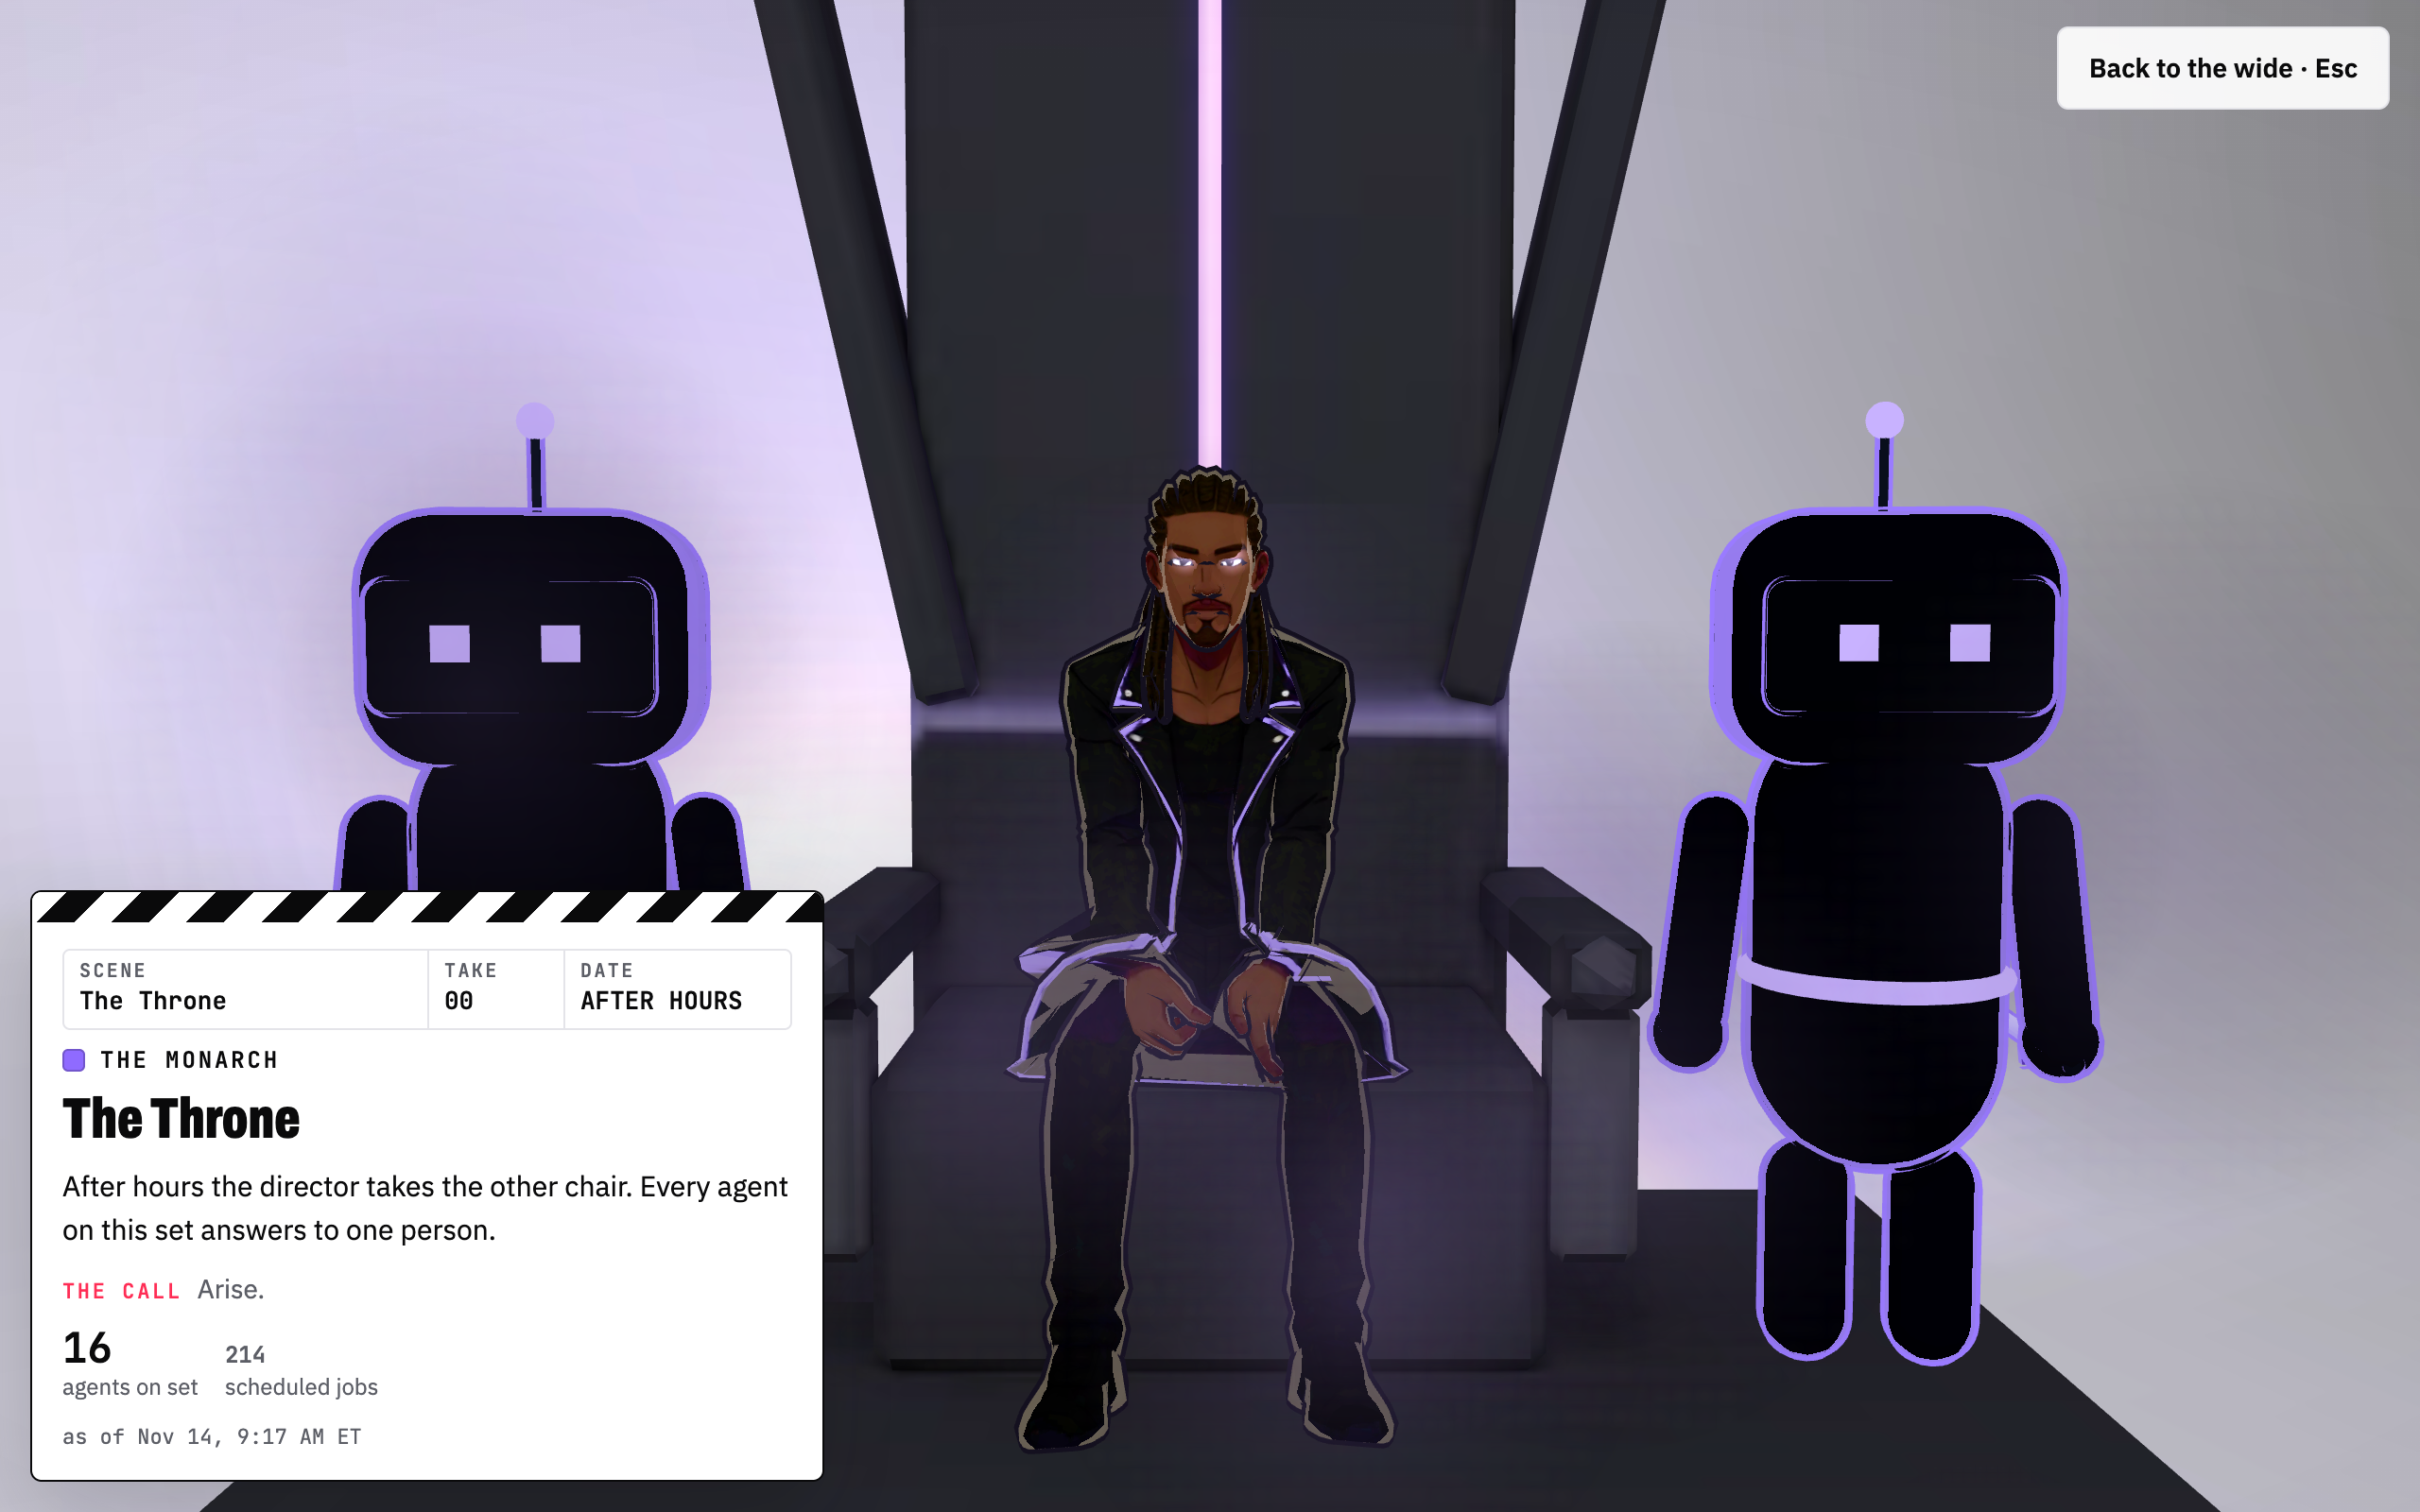 Back to the wide · Esc
SCENE
The Throne
TAKE
00
DATE
AFTER HOURS
THE MONARCH
The Throne
After hours the director takes the other chair. Every agent
on this set answers to one person.
THE CALL Arise.
16
agents on set
214
scheduled jobs
as of Nov 14, 9:17 AM ET